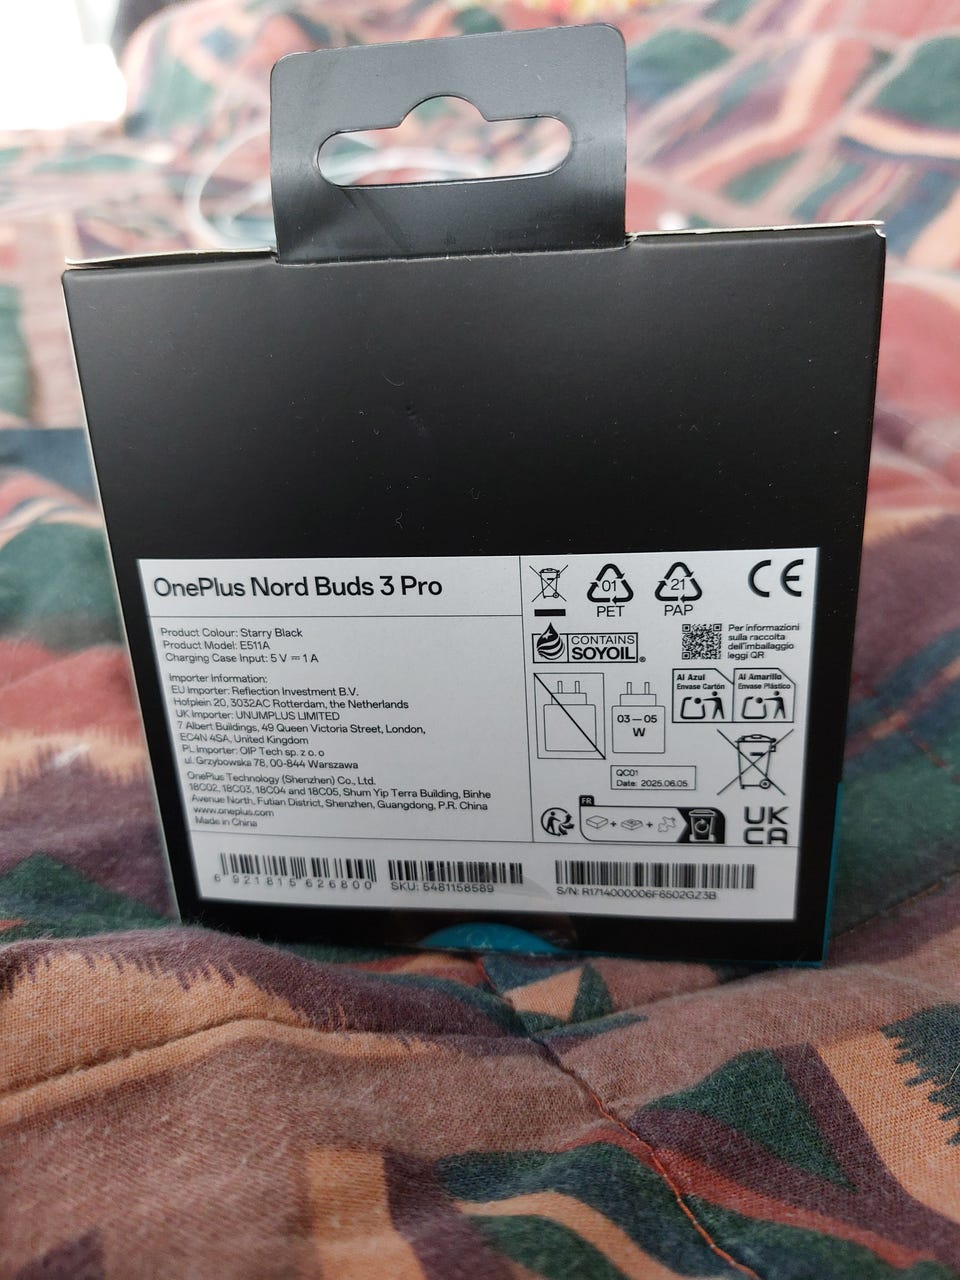 OnePlus Nord Buds 3 Pro
Product Colour: Starry Black
Product Model: E511A
Charging Case Input: 5 V ⎓ 1 A
Importer Information:
EU Importer: Reflection Investment B.V.
Hofplein 20, 3032AC Rotterdam, the Netherlands
UK Importer: UNUMPLUS LIMITED
7 Albert Buildings, 49 Queen Victoria Street, London,
EC4N 4SA, United Kingdom
PL Importer: OIP Tech sp. z o. o
ul. Grzybowska 78, 00-844 Warszawa
OnePlus Technology (Shenzhen) Co., Ltd.
18C02, 18C03, 18C04 and 18C05, Shum Yip Terra Building, Binhe
Avenue North, Futian District, Shenzhen, Guangdong, P.R. China
www.oneplus.com
Made in China
01
PET
21
PAP
CE
CONTAINS
SOYOIL®
Per informazioni
sulla raccolta
dell'imballaggio
leggi QR
Al Azul
Envase Cartón
Al Amarillo
Envase Plástico
03 — 05
W
QC01
Date: 2025.06.05
FR
UK
CA
6 921815 626800
SKU: 5481158589
S/N: R1714000006F6502GZ3B